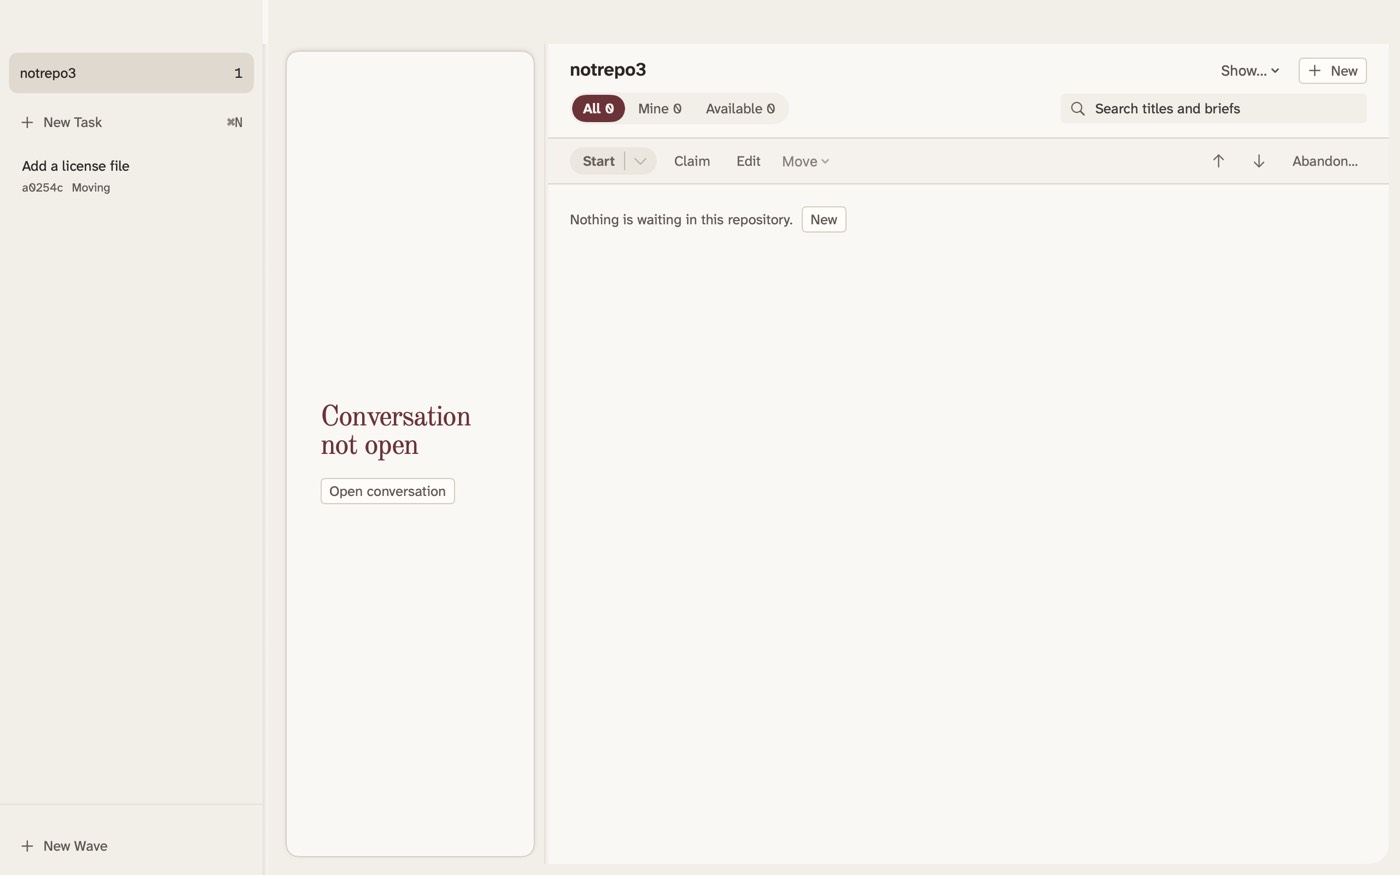 notrepo3 1
New Task ⌘N
Add a license file
a0254c Moving
New Wave
Conversation
not open
Open conversation
notrepo3
Show... New
All 0 Mine 0 Available 0
Search titles and briefs
Start Claim Edit Move Abandon...
Nothing is waiting in this repository. New